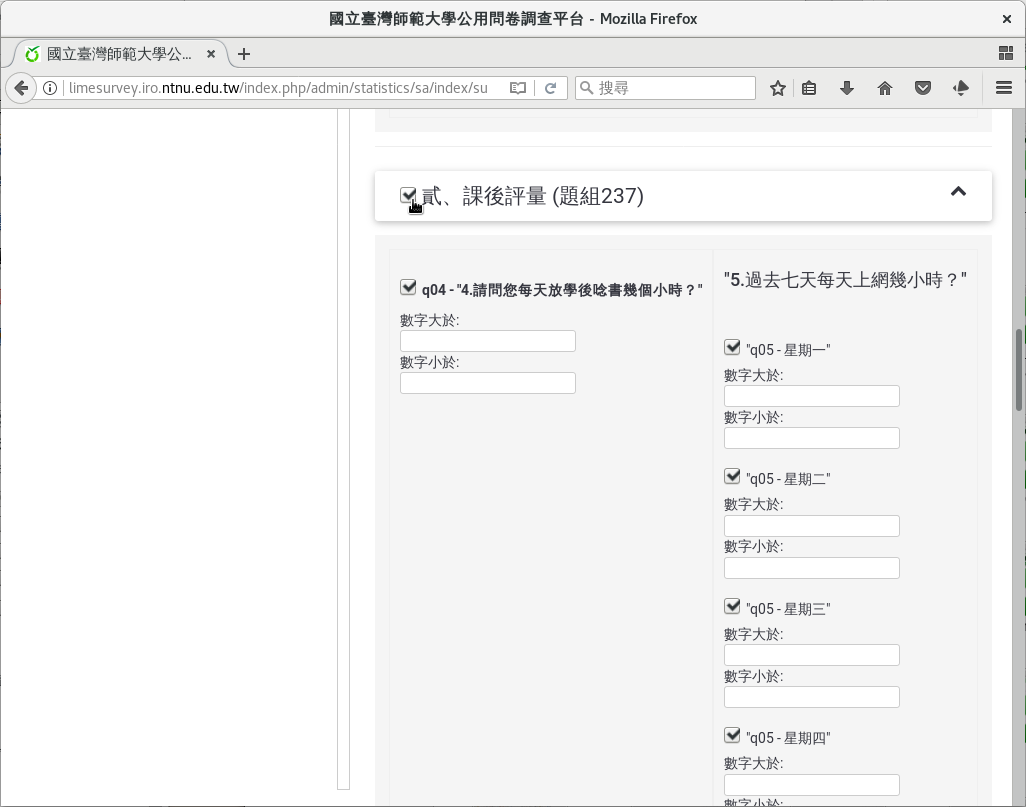 國立臺灣師範大學公用問卷調查平台 - Mozilla Firefox
國立臺灣師範大學公...
limesurvey.iro.ntnu.edu.tw/index.php/admin/statistics/sa/index/su
搜尋
貳、課後評量 (題組237)
q04 - "4.請問您每天放學後唸書幾個小時？"
數字大於:
數字小於:
"5.過去七天每天上網幾小時？"
"q05 - 星期一"
數字大於:
數字小於:
"q05 - 星期二"
數字大於:
數字小於:
"q05 - 星期三"
數字大於:
數字小於:
"q05 - 星期四"
數字大於:
數字小於: